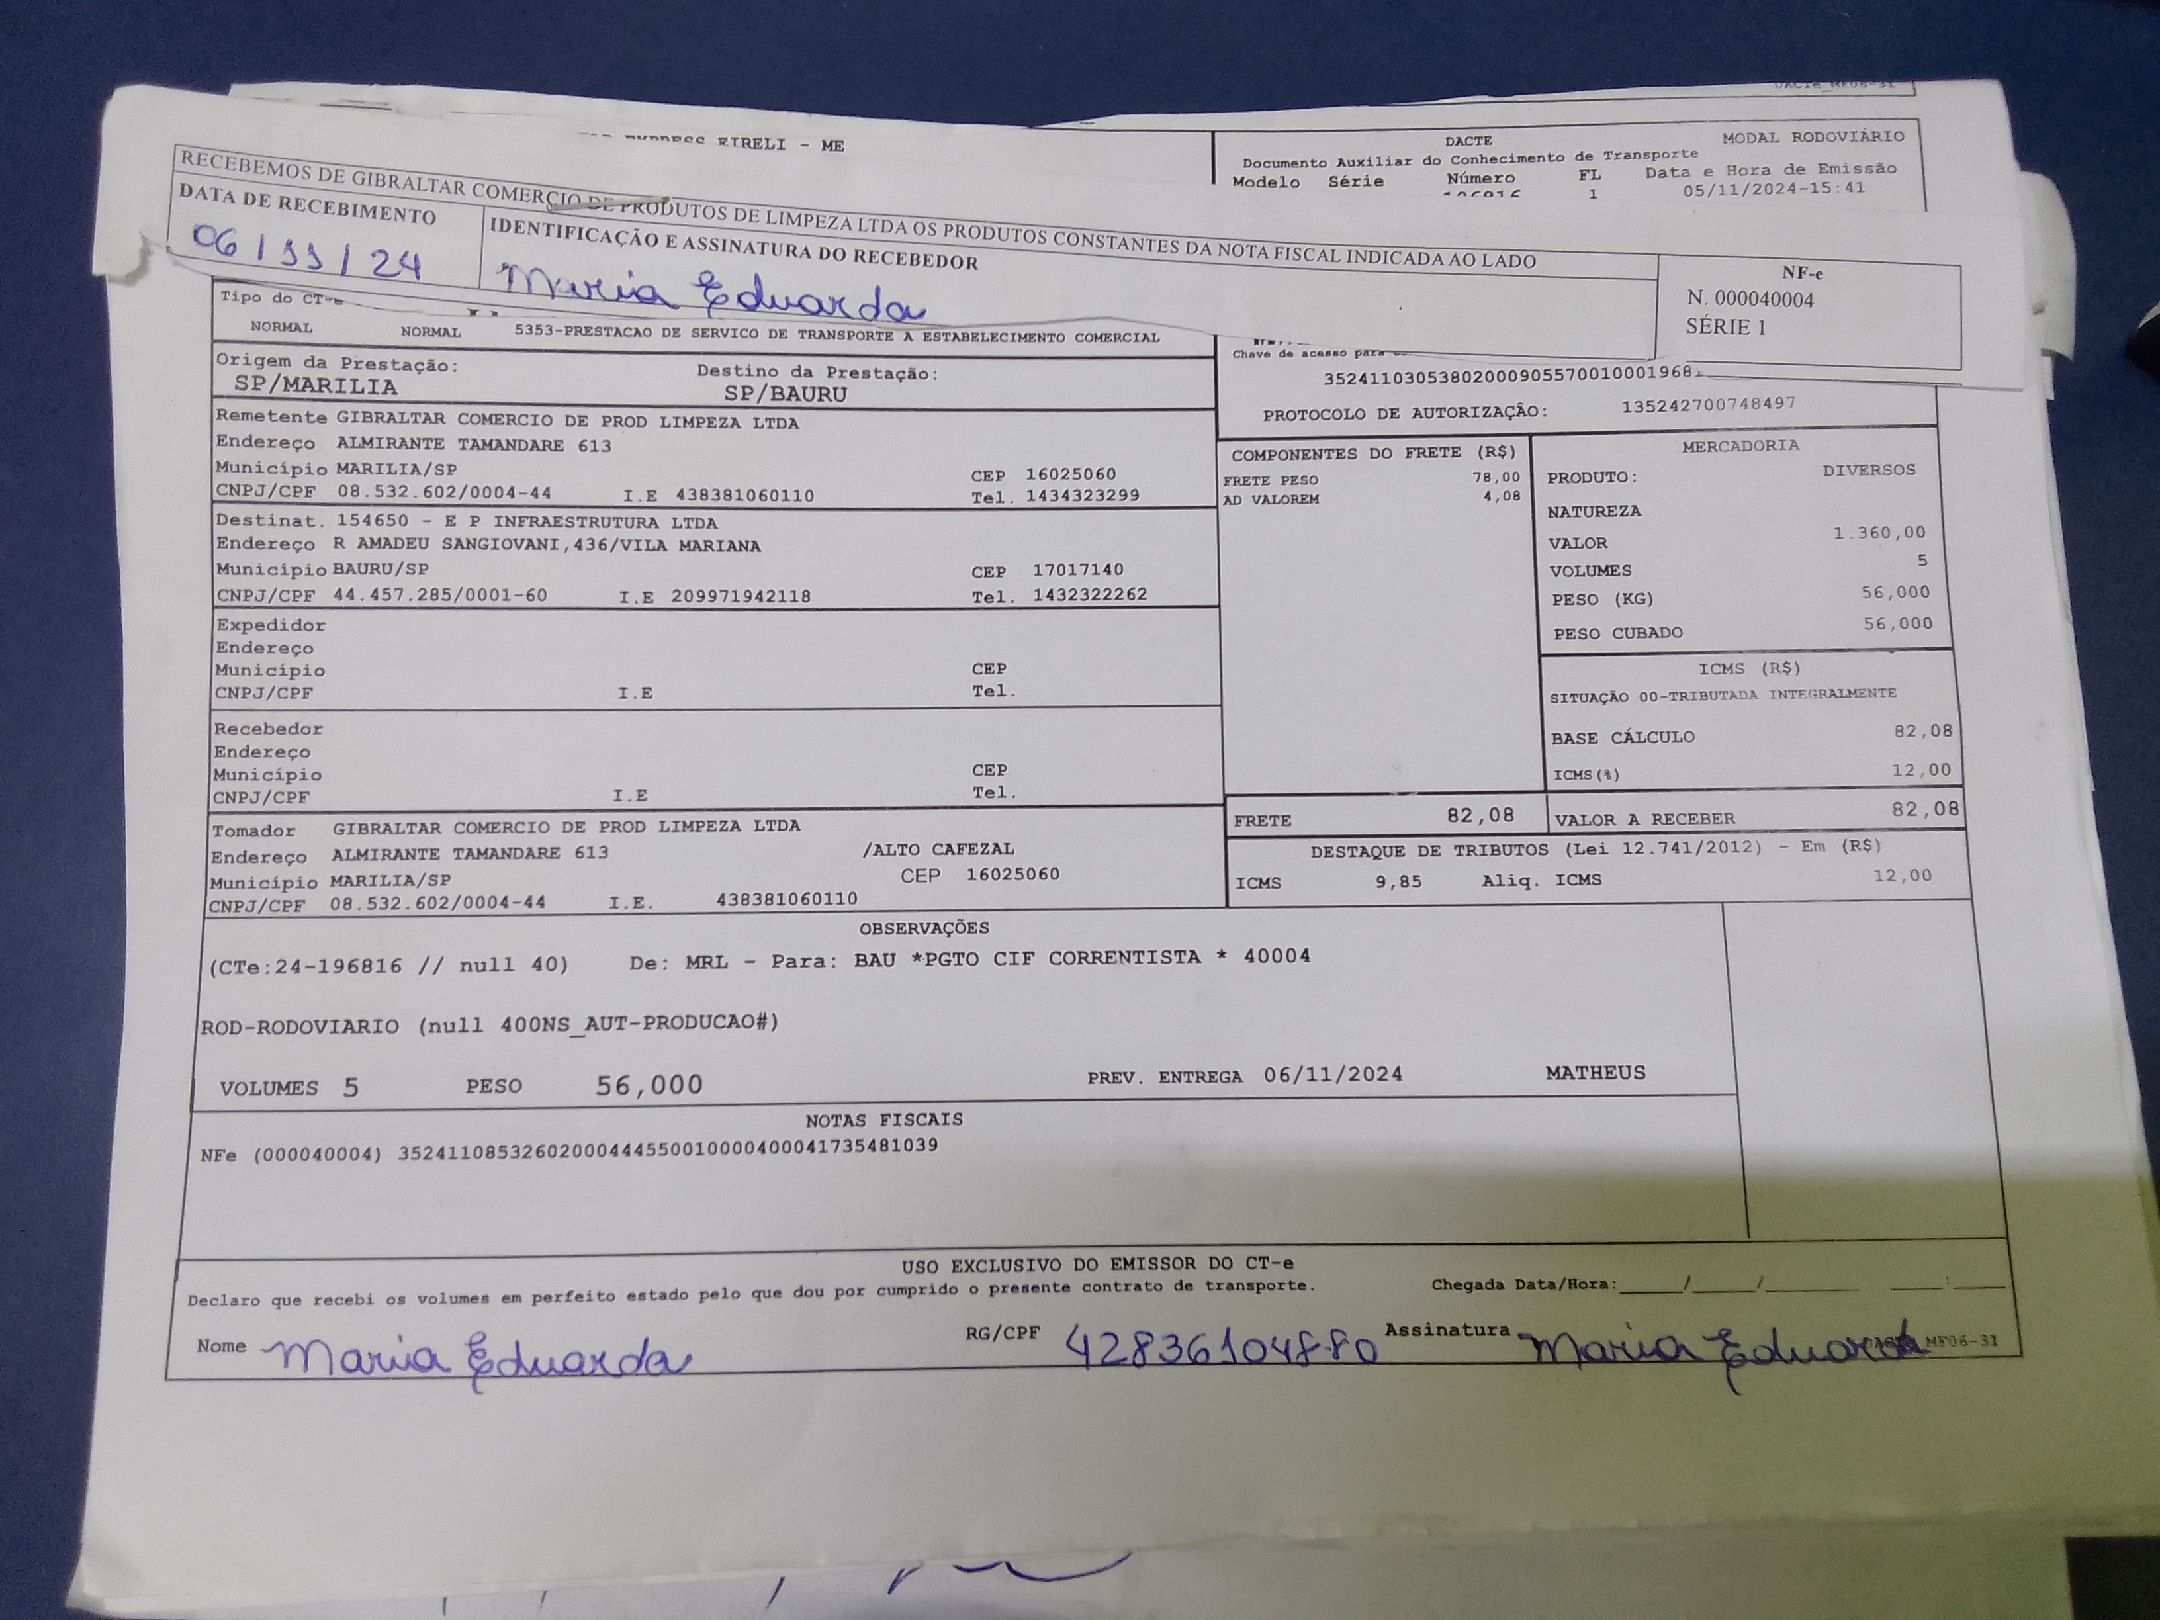 EIRELI - ME
DACTE
MODAL RODOVIÁRIO
Documento Auxiliar do Conhecimento de Transporte
Modelo Série Número FL Data e Hora de Emissão
1 05/11/2024-15:41
RECEBEMOS DE GIBRALTAR COMERCIO DE PRODUTOS DE LIMPEZA LTDA OS PRODUTOS CONSTANTES DA NOTA FISCAL INDICADA AO LADO
DATA DE RECEBIMENTO
06/11/24
IDENTIFICAÇÃO E ASSINATURA DO RECEBEDOR
Maria Eduarda
NF-e
N. 000040004
SÉRIE 1
Tipo do CT-e
NORMAL NORMAL 5353-PRESTACAO DE SERVICO DE TRANSPORTE A ESTABELECIMENTO COMERCIAL
Origem da Prestação: Destino da Prestação:
SP/MARILIA SP/BAURU
Chave de acesso para
PROTOCOLO DE AUTORIZAÇÃO: 135242700748497
Remetente GIBRALTAR COMERCIO DE PROD LIMPEZA LTDA
Endereço ALMIRANTE TAMANDARE 613
Município MARILIA/SP CEP 16025060
CNPJ/CPF 08.532.602/0004-44 I.E 438381060110 Tel. 1434323299
Destinat. 154650 - E P INFRAESTRUTURA LTDA
Endereço R AMADEU SANGIOVANI,436/VILA MARIANA
Município BAURU/SP CEP 17017140
CNPJ/CPF 44.457.285/0001-60 I.E 209971942118 Tel. 1432322262
Expedidor
Endereço
Município CEP
CNPJ/CPF I.E Tel.
Recebedor
Endereço
Município CEP
CNPJ/CPF I.E Tel.
Tomador GIBRALTAR COMERCIO DE PROD LIMPEZA LTDA
Endereço ALMIRANTE TAMANDARE 613 /ALTO CAFEZAL
Município MARILIA/SP CEP 16025060
CNPJ/CPF 08.532.602/0004-44 I.E. 438381060110
COMPONENTES DO FRETE (R$)
FRETE PESO 78,00
AD VALOREM 4,08
MERCADORIA
PRODUTO: DIVERSOS
NATUREZA
VALOR 1.360,00
VOLUMES 5
PESO (KG) 56,000
PESO CUBADO 56,000
ICMS (R$)
SITUAÇÃO 00-TRIBUTADA INTEGRALMENTE
BASE CÁLCULO 82,08
ICMS(%) 12,00
FRETE 82,08 VALOR A RECEBER 82,08
DESTAQUE DE TRIBUTOS (Lei 12.741/2012) - Em (R$)
ICMS 9,85 Aliq. ICMS 12,00
OBSERVAÇÕES
(CTe:24-196816 // null 40) De: MRL - Para: BAU *PGTO CIF CORRENTISTA * 40004
ROD-RODOVIARIO (null 400NS_AUT-PRODUCAO#)
VOLUMES 5 PESO 56,000 PREV. ENTREGA 06/11/2024 MATHEUS
NOTAS FISCAIS
NFe (000040004) 35241108532602000444550010000400041735481039
USO EXCLUSIVO DO EMISSOR DO CT-e
Declaro que recebi os volumes em perfeito estado pelo que dou por cumprido o presente contrato de transporte. Chegada Data/Hora:____/____/______ ___:___
Nome Maria Eduarda RG/CPF 42836104880 Assinatura Maria Eduarda
MF06-31